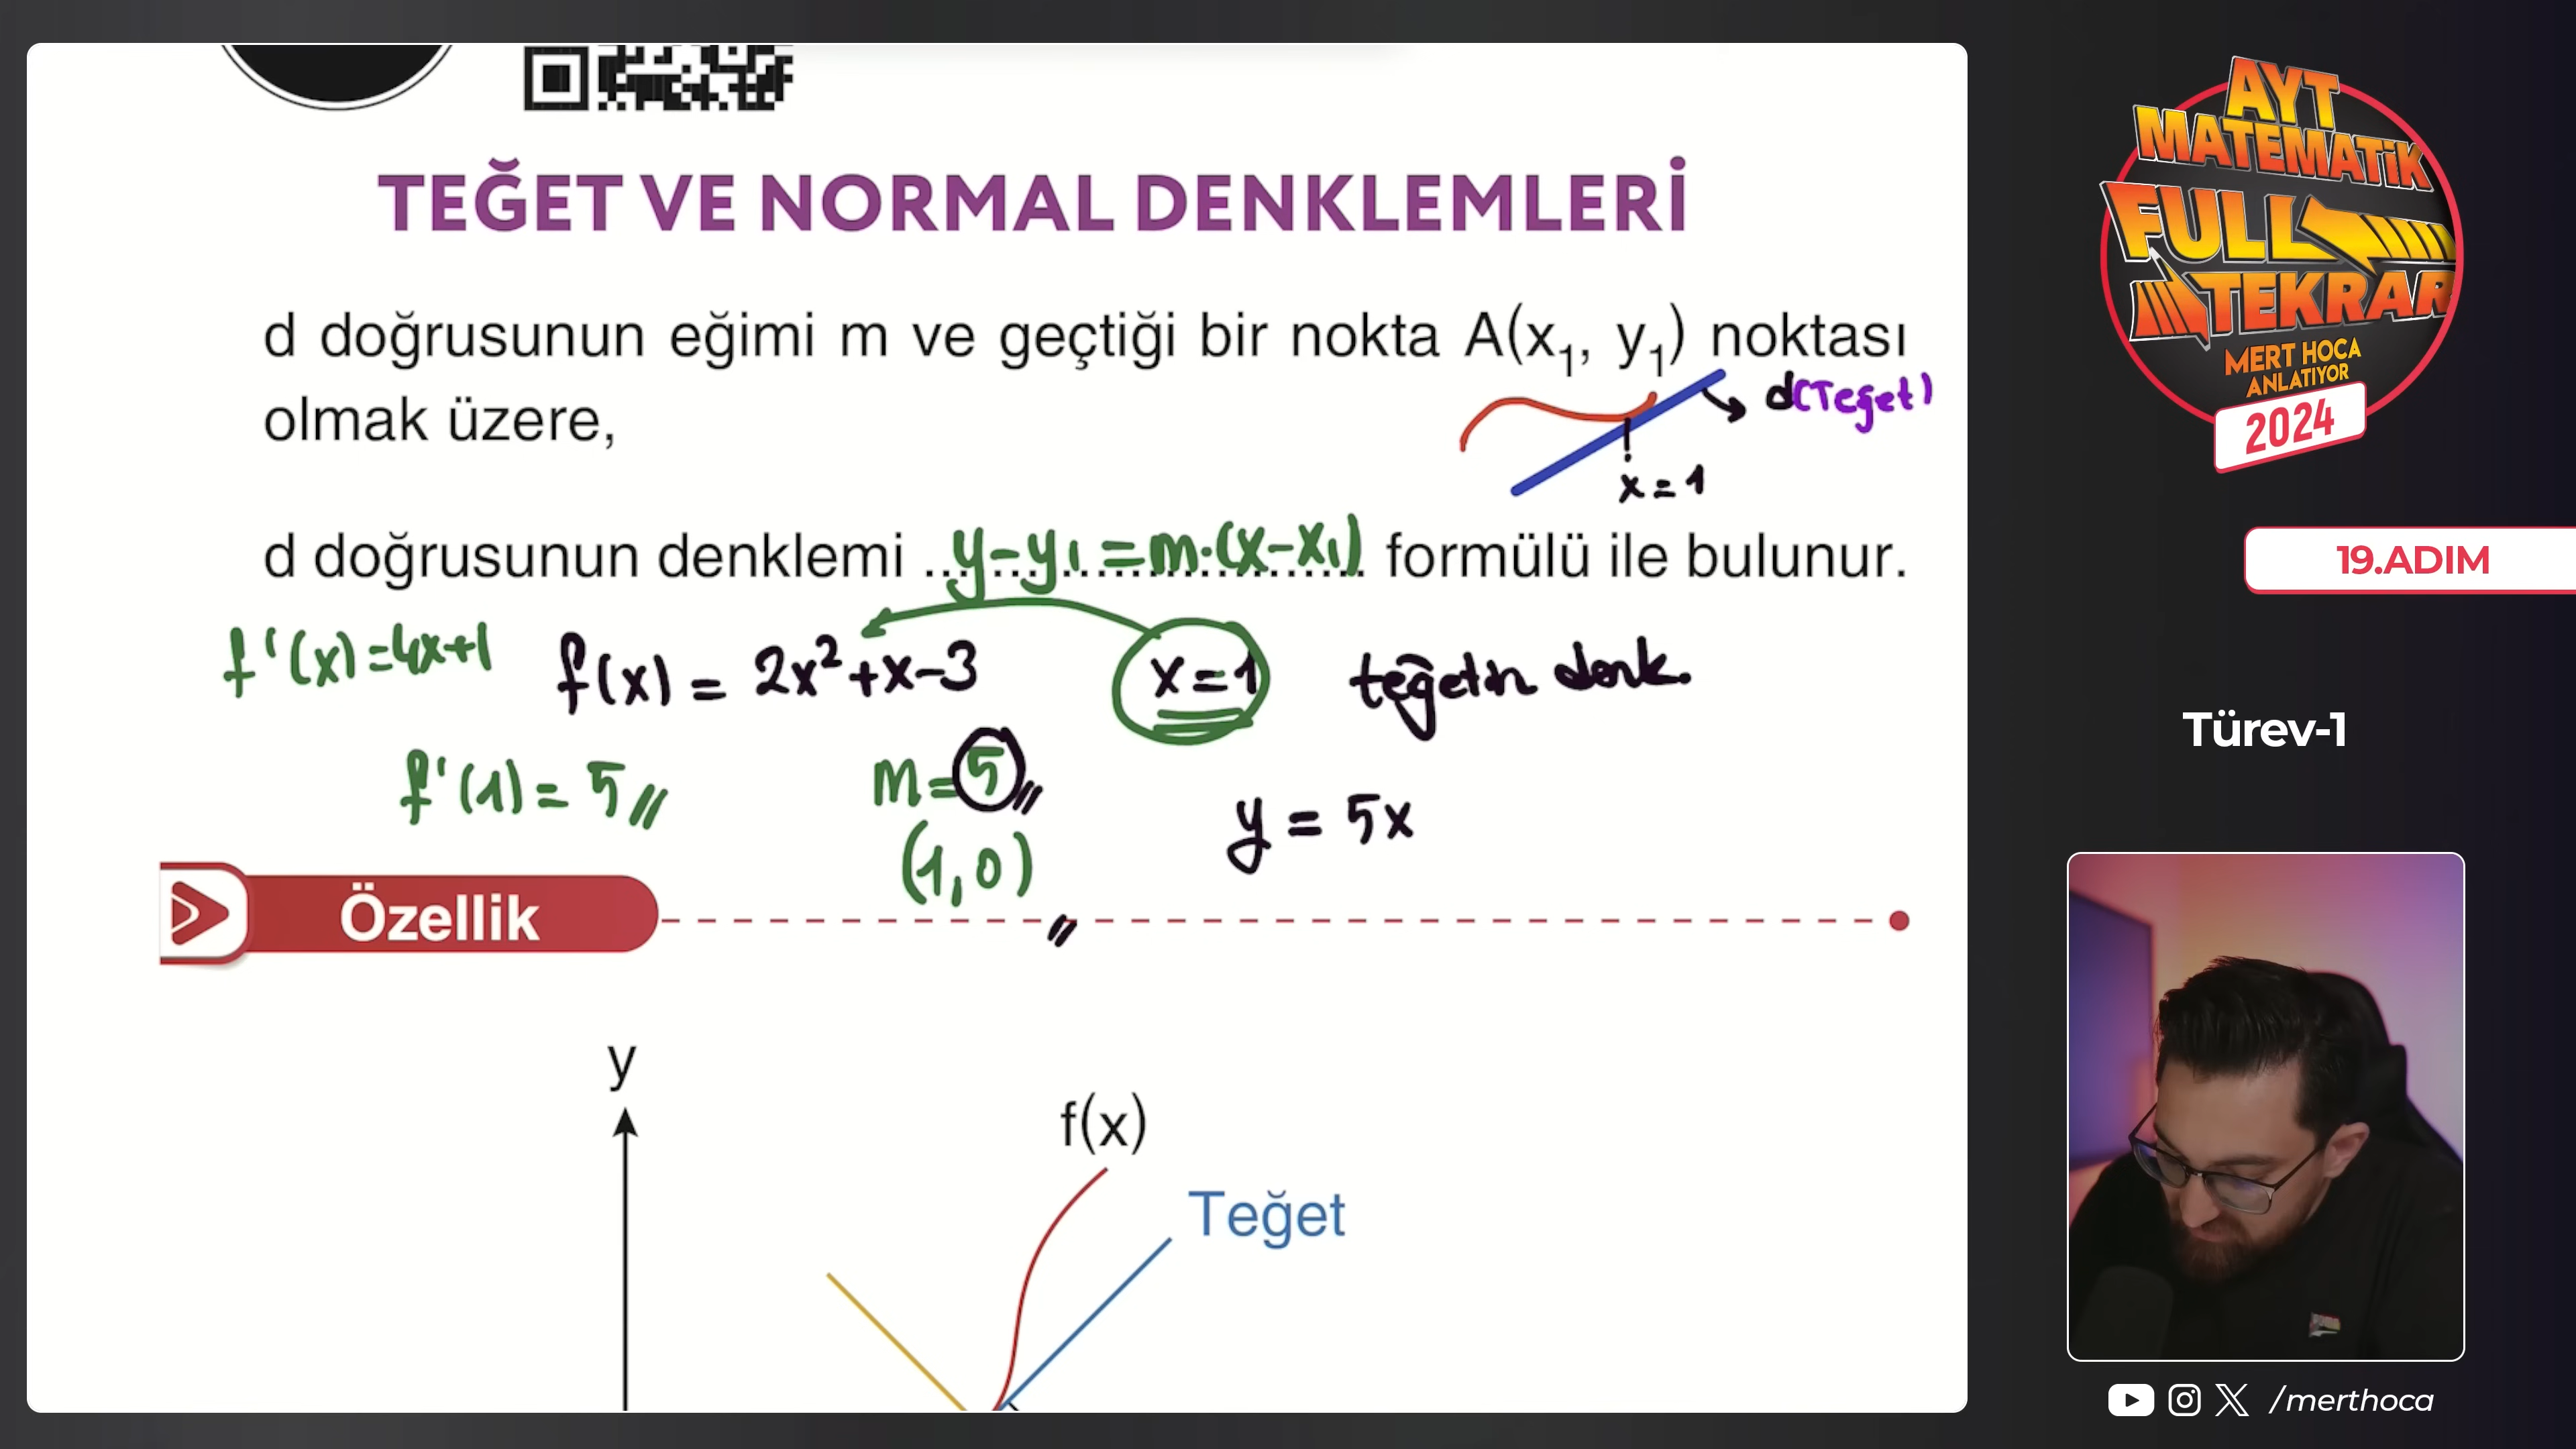 TEĞET VE NORMAL DENKLEMLERİ
d doğrusunun eğimi m ve geçtiği bir nokta A(x₁, y₁) noktası
olmak üzere,
d(Teğet)
x = 1
d doğrusunun denklemi .... y-y₁ = m·(x-x₁) formülü ile bulunur.
f'(x) = 4x+1
f(x) = 2x²+x-3
x = 1
teğetin denk.
f'(1) = 5
m = 5
(1,0)
y = 5x
Özellik
y
f(x)
Teğet
AYT
MATEMATİK
FULL
TEKRAR
MERT HOCA
ANLATIYOR
2024
19.ADIM
Türev-1
/merthoca